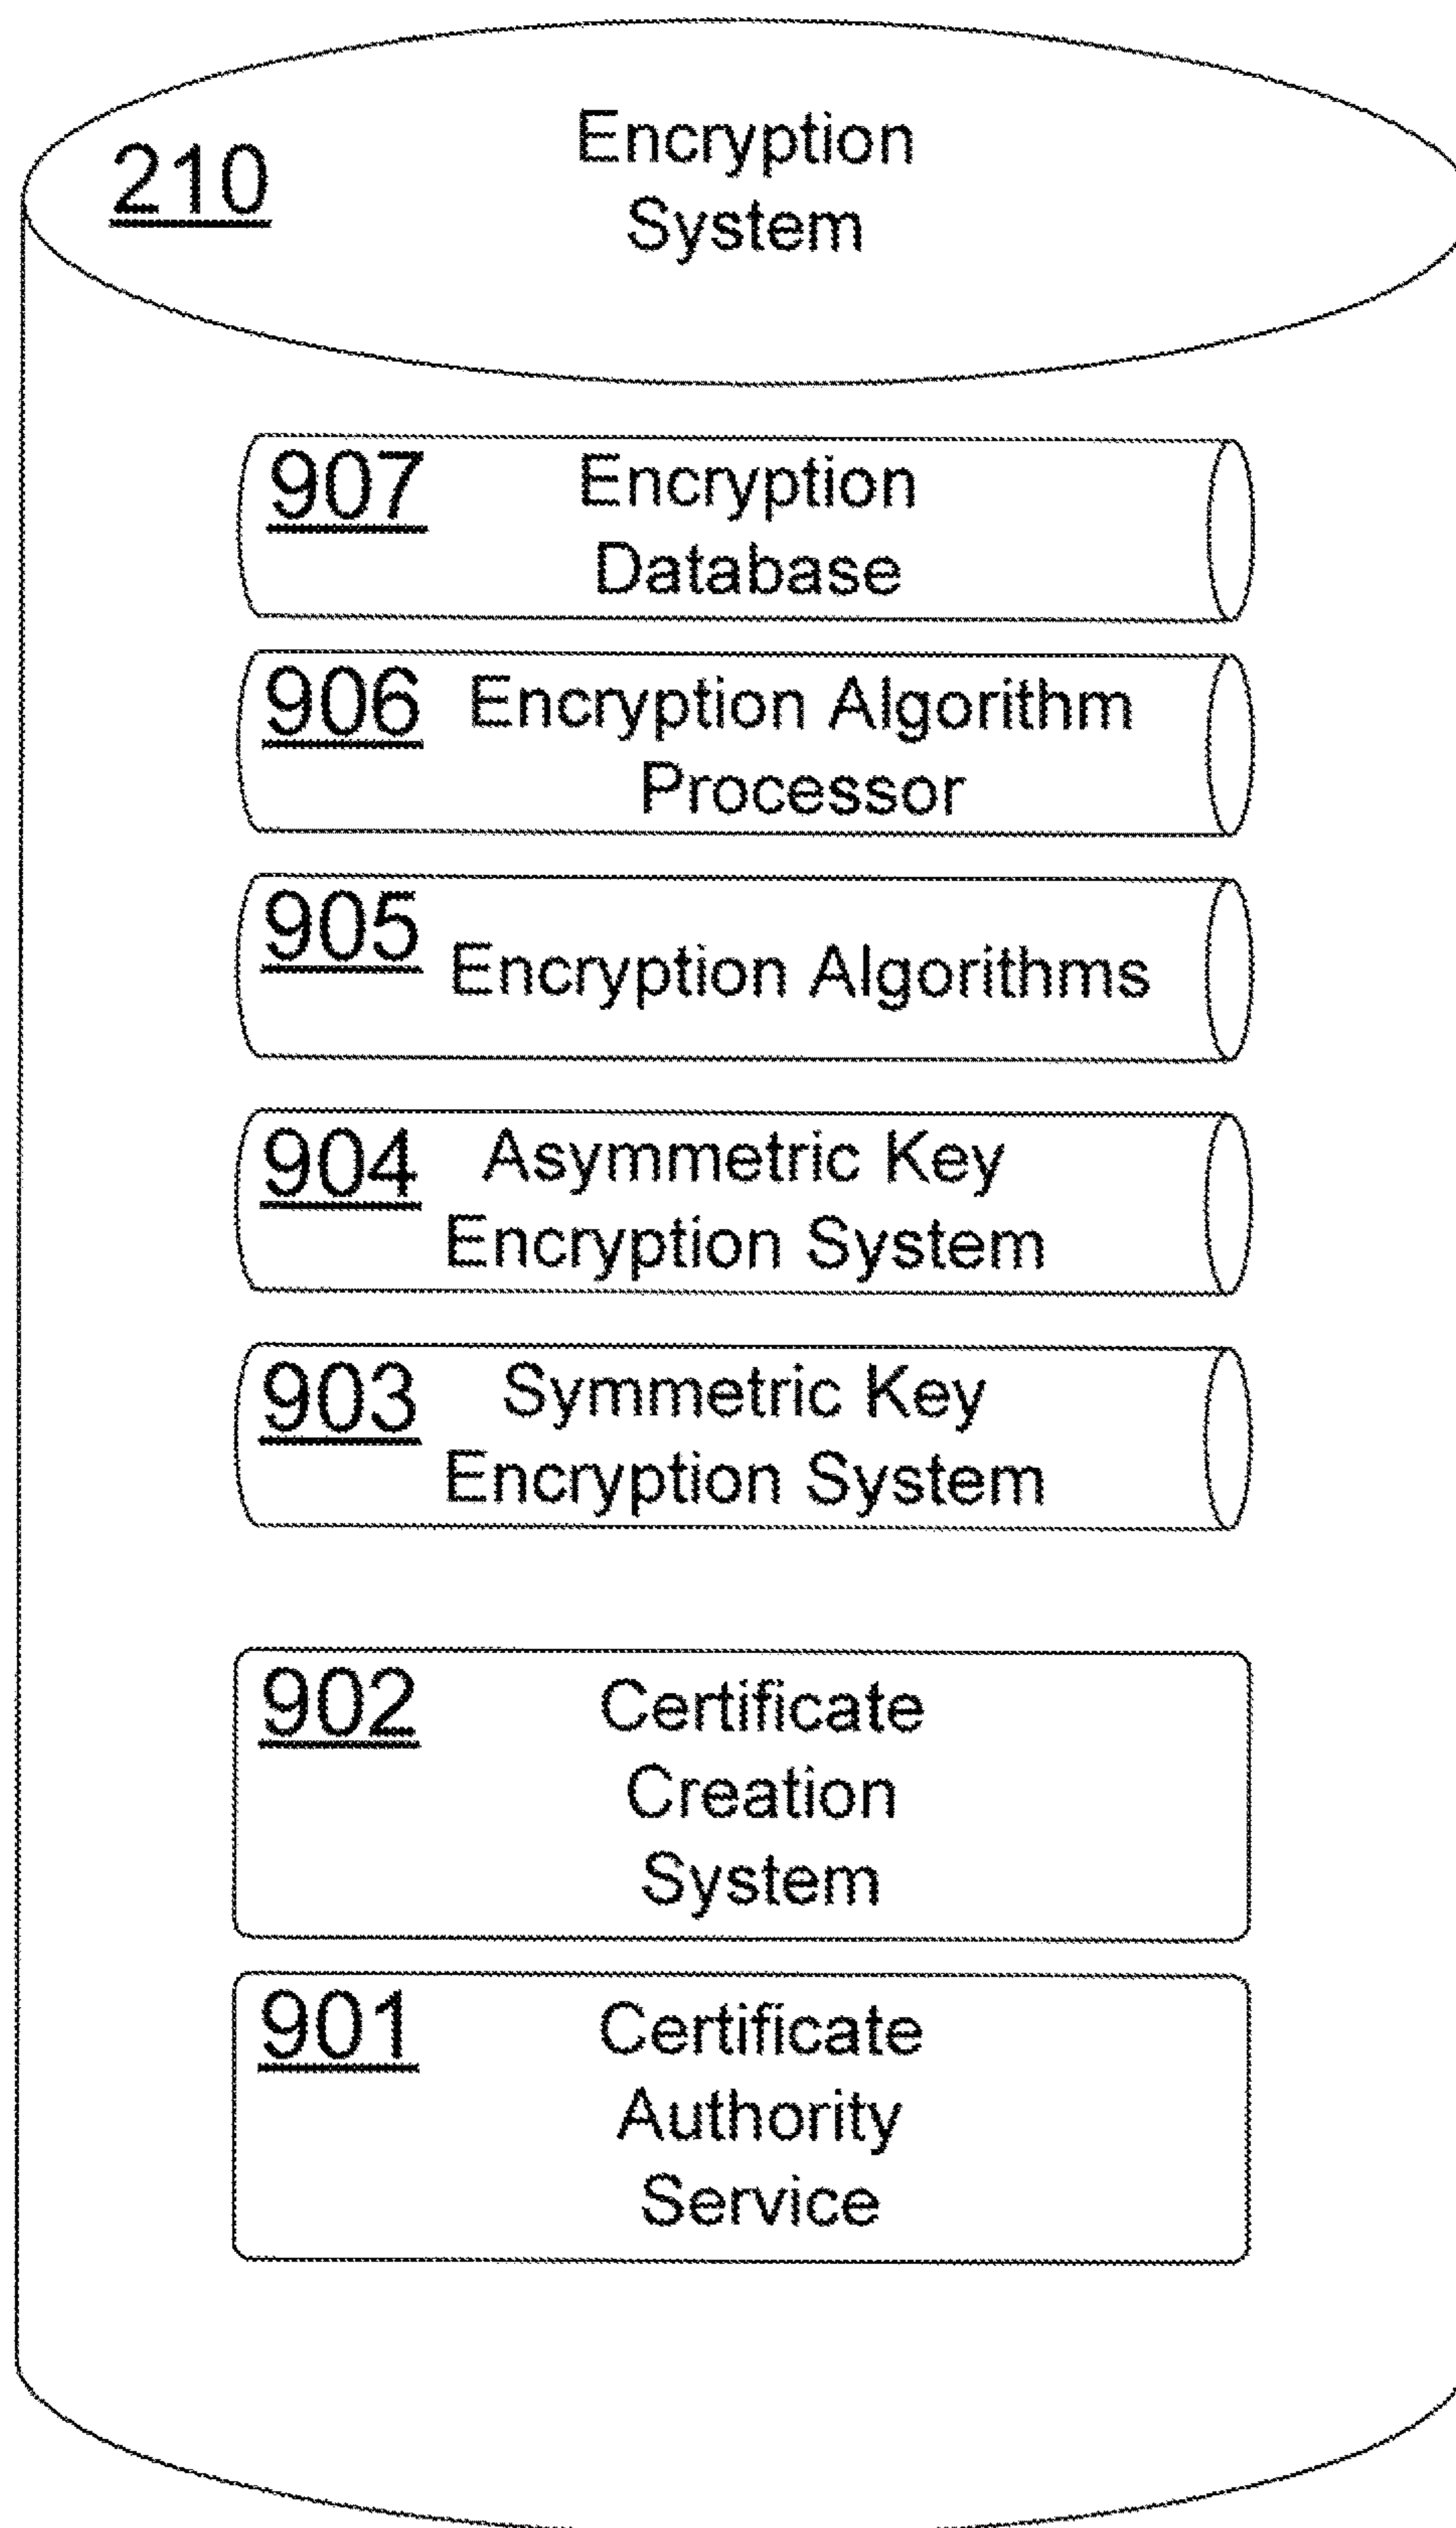 210 Encryption
System
907 Encryption
Database
906 Encryption Algorithm
Processor
905 Encryption Algorithms
904 Asymmetric Key
Encryption System
903 Symmetric Key
Encryption System
902 Certificate
Creation
System
901 Certificate
Authority
Service